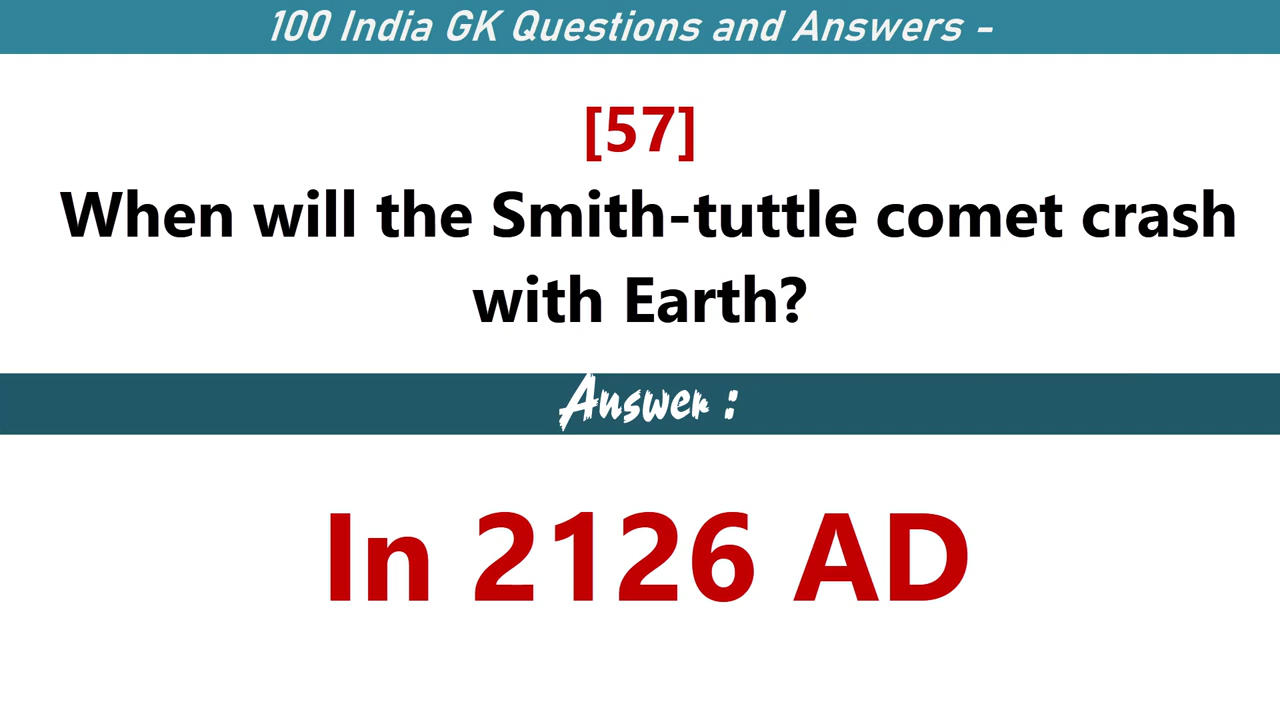 100 India GK Questions and Answers -
[57]
When will the Smith-tuttle comet crash
with Earth?
Answer :
In 2126 AD